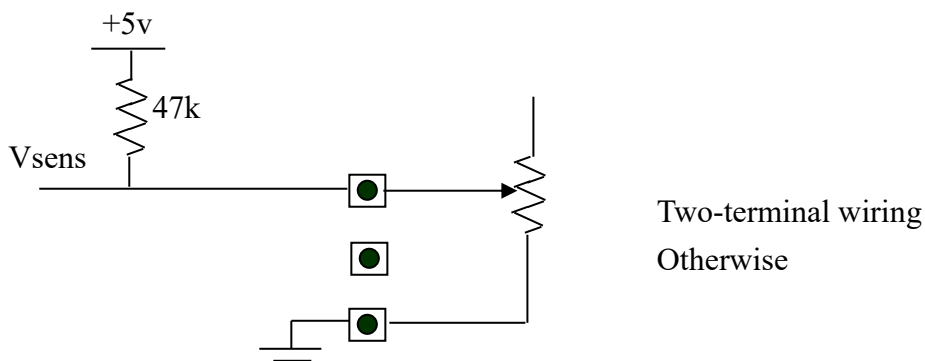 +5v
47k
Vsens
Two-terminal wiring
Otherwise